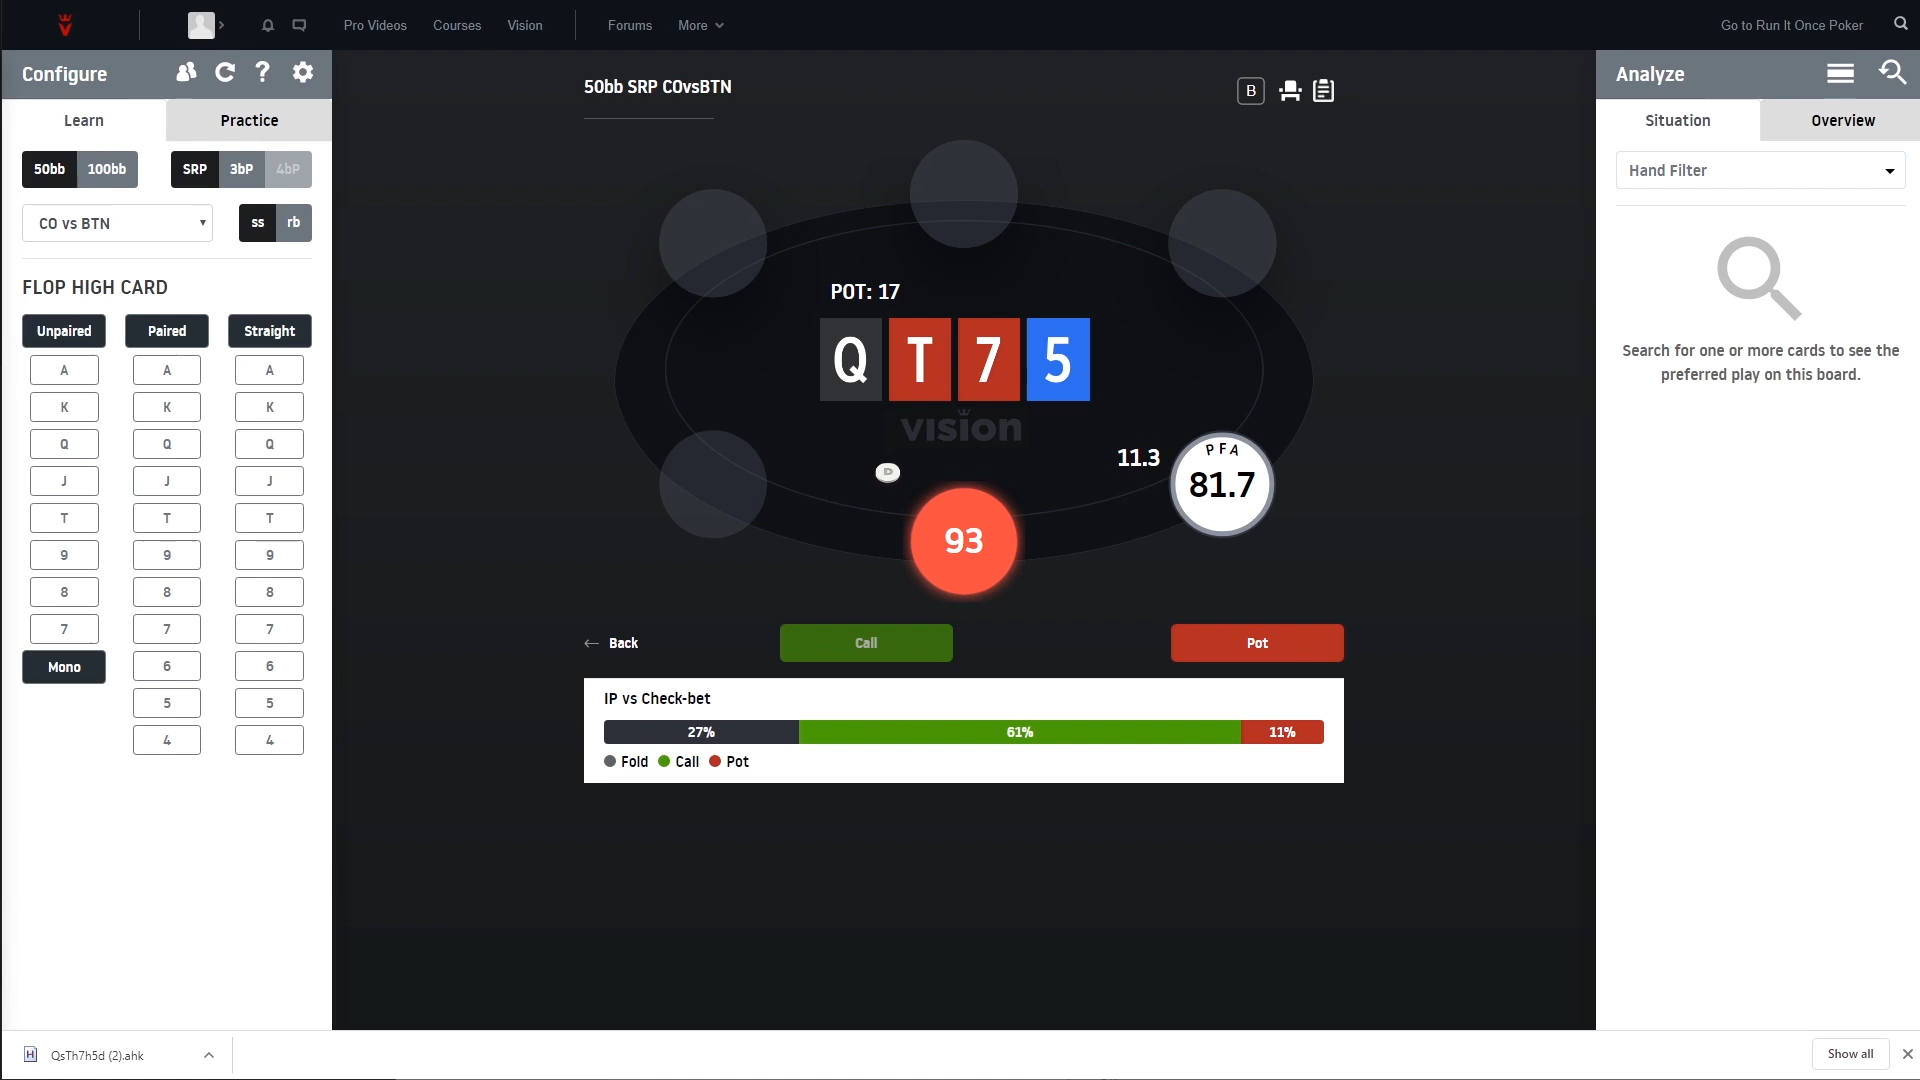 Pro Videos Courses Vision Forums More Go to Run It Once Poker
Configure
Learn Practice
50bb 100bb SRP 3bP 4bP
CO vs BTN ss rb
FLOP HIGH CARD
Unpaired Paired Straight
A A A
K K K
Q Q Q
J J J
T T T
9 9 9
8 8 8
7 7 7
Mono 6 6
5 5
4 4
50bb SRP COvsBTN
B
POT: 17
Q T 7 5
vision
D
11.3
PFA
81.7
93
Back Call Pot
IP vs Check-bet
27% 61% 11%
Fold Call Pot
Analyze
Situation Overview
Hand Filter
Search for one or more cards to see the
preferred play on this board.
H QsTh7h5d (2).ahk
Show all